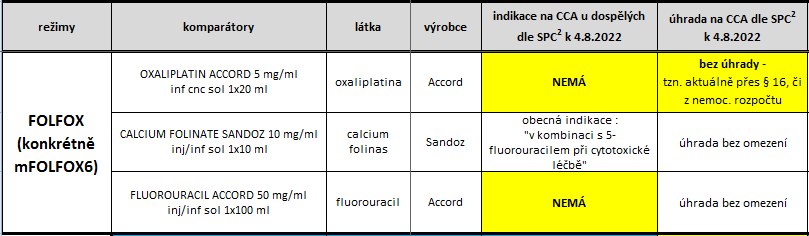 režimy
komparátory
látka
výrobce
indikace na CCA u dospělých
dle SPC2 k 4.8.2022
úhrada na CCA dle SPC2
k 4.8.2022
FOLFOX
(konkrétně
mFOLFOX6)
OXALIPLATIN ACCORD 5 mg/ml
inf cnc sol 1x20 ml
oxaliplatina
Accord
NEMÁ
bez úhrady -
tzn. aktuálně přes § 16, či
z nemoc. rozpočtu
CALCIUM FOLINATE SANDOZ 10 mg/ml
inj/inf sol 1x10 ml
calcium
folinas
Sandoz
obecná indikace :
"v kombinaci s 5-
fluorouracilem při cytotoxické
léčbě"
úhrada bez omezení
FLUOROURACIL ACCORD 50 mg/ml
inj/inf sol 1x100 ml
fluorouracil
Accord
NEMÁ
úhrada bez omezení